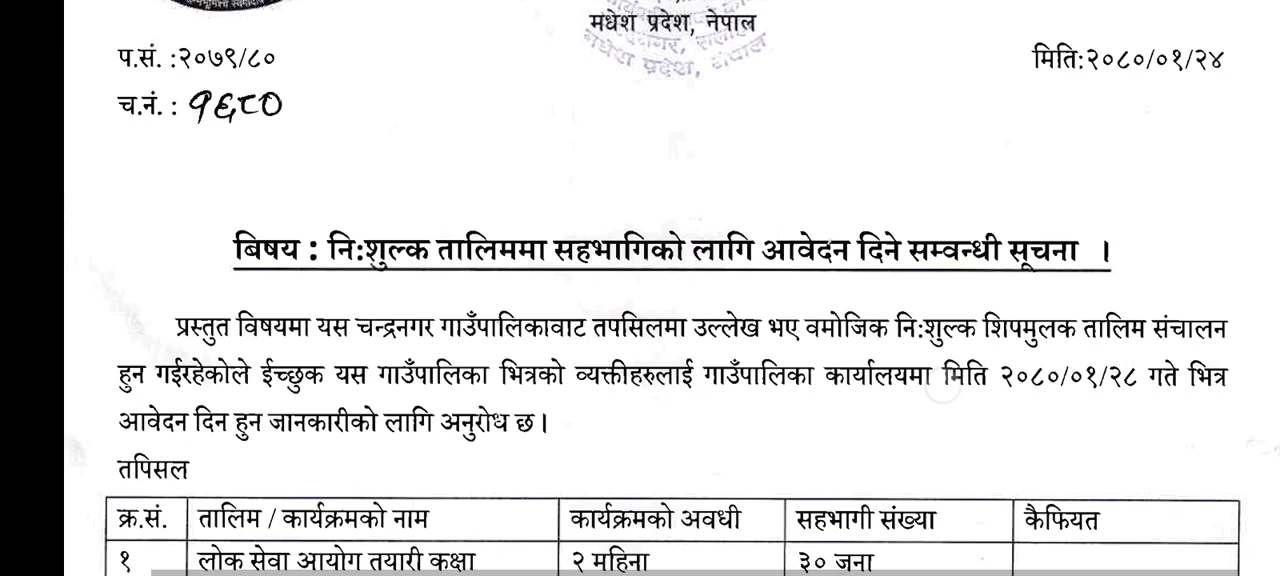 मधेश प्रदेश, नेपाल
प.सं. :२०७९/८०
मिति:२०८०/०१/२४
च.नं. : १६८०
बिषय : नि:शुल्क तालिममा सहभागिको लागि आवेदन दिने सम्वन्धी सूचना ।
प्रस्तुत विषयमा यस चन्द्रनगर गाउँपालिकावाट तपसिलमा उल्लेख भए वमोजिक नि:शुल्क शिपमुलक तालिम संचालन
हुन गईरहेकोले ईच्छुक यस गाउँपालिका भित्रको व्यक्तीहरुलाई गाउँपालिका कार्यालयमा मिति २०८०/०१/२८ गते भित्र
आवेदन दिन हुन जानकारीको लागि अनुरोध छ।
तपिसल
क्र.सं. तालिम / कार्यक्रमको नाम कार्यक्रमको अवधी सहभागी संख्या कैफियत
१ लोक सेवा आयोग तयारी कक्षा २ महिना ३० जना